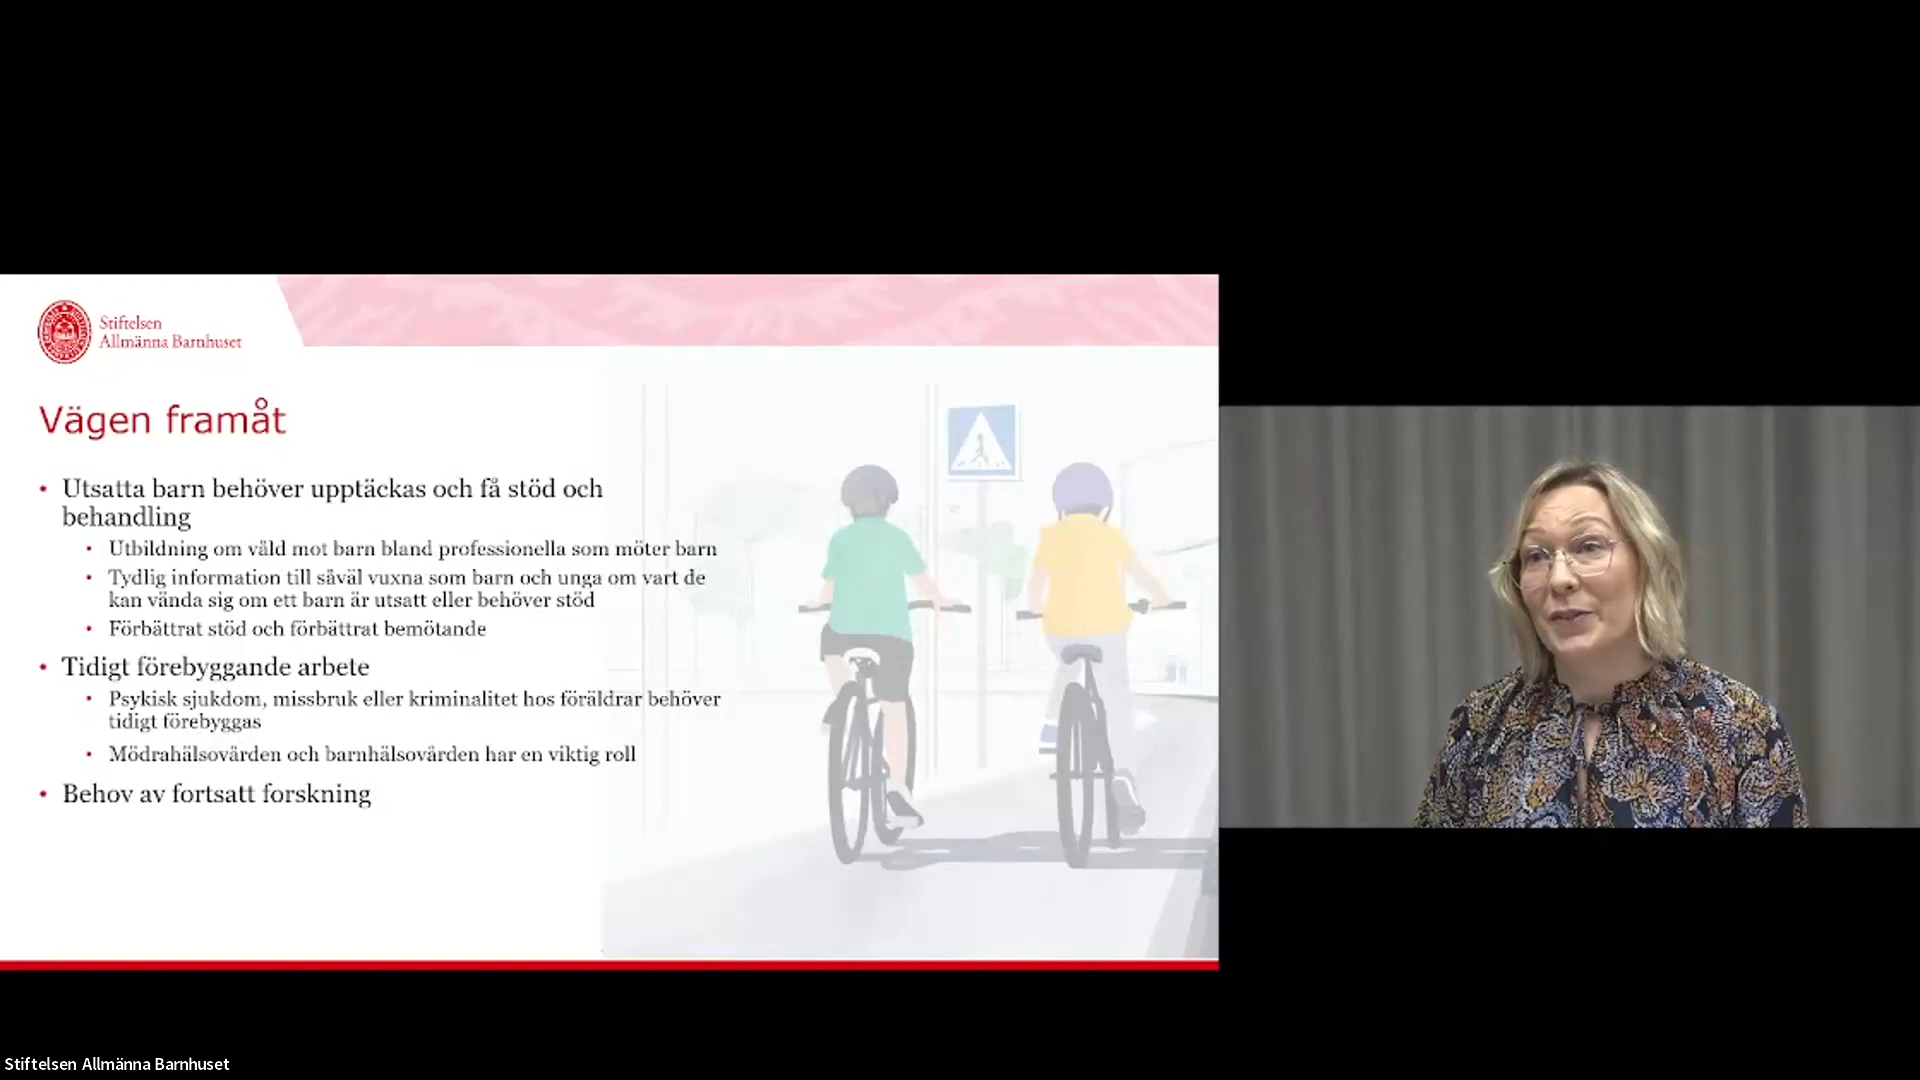 Stiftelsen
Allmänna Barnhuset
Vägen framåt
• Utsatta barn behöver upptäckas och få stöd och
behandling
• Utbildning om våld mot barn bland professionella som möter barn
• Tydlig information till såväl vuxna som barn och unga om vart de
kan vända sig om ett barn är utsatt eller behöver stöd
• Förbättrat stöd och förbättrat bemötande
• Tidigt förebyggande arbete
• Psykisk sjukdom, missbruk eller kriminalitet hos föräldrar behöver
tidigt förebyggas
• Mödrahälsovården och barnhälsovården har en viktig roll
• Behov av fortsatt forskning
Stiftelsen Allmänna Barnhuset